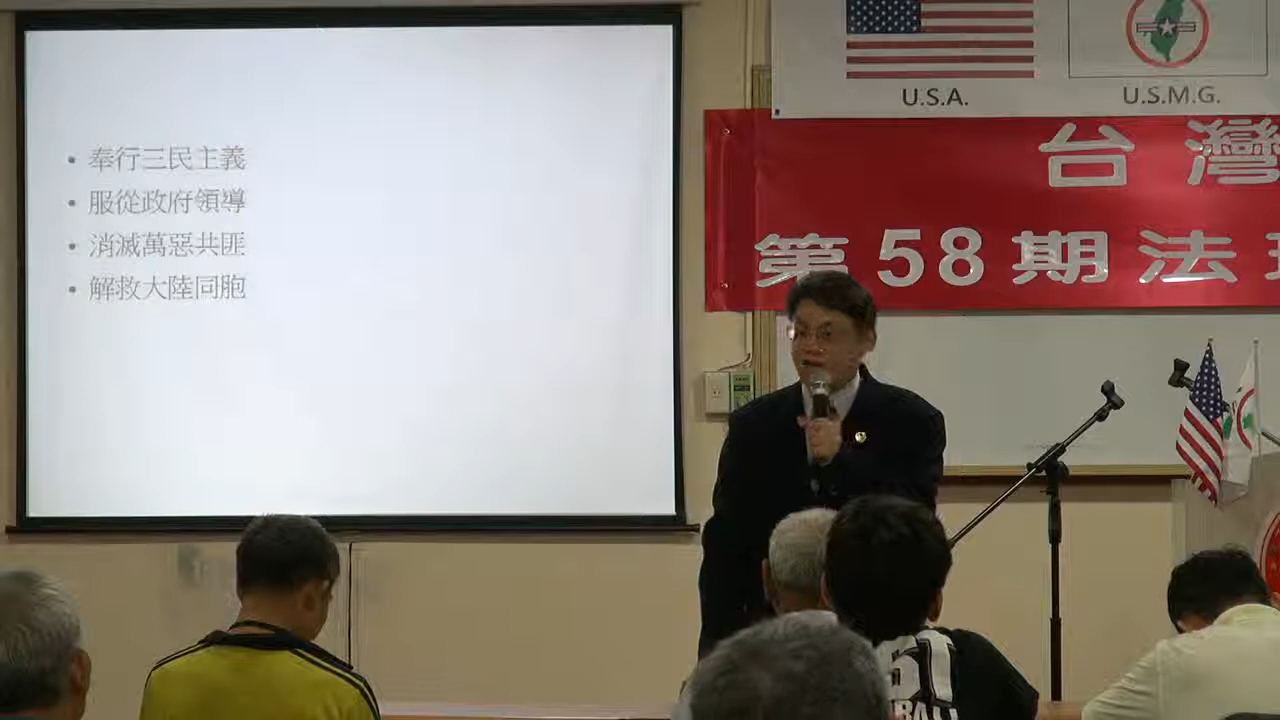 奉行三民主義
服從政府領導
消滅萬惡共匪
解救大陸同胞
U.S.A.
U.S.M.G.
台灣
第58期法